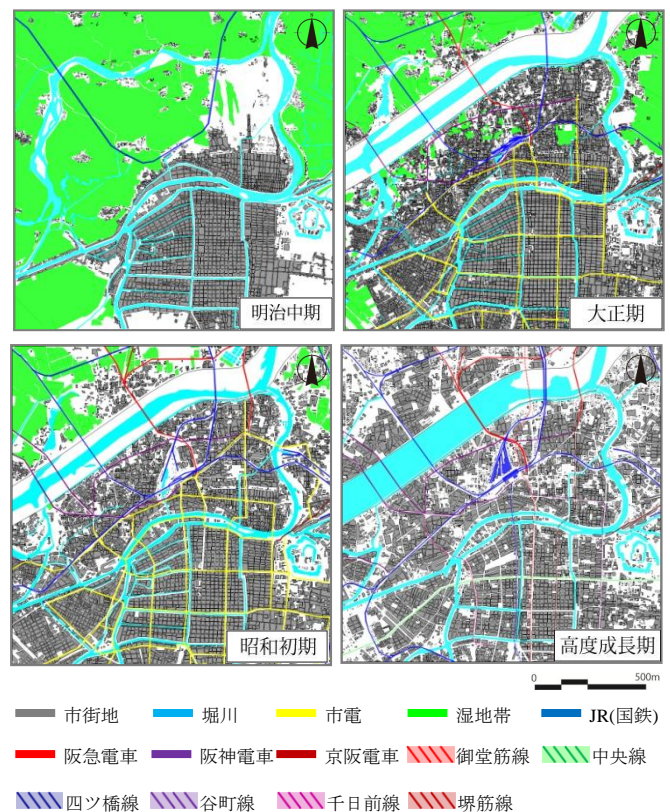 明治中期
大正期
昭和初期
高度成長期
0 500m
市街地 堀川 市電 湿地帯 JR(国鉄)
阪急電車 阪神電車 京阪電車 御堂筋線 中央線
四ツ橋線 谷町線 千日前線 堺筋線